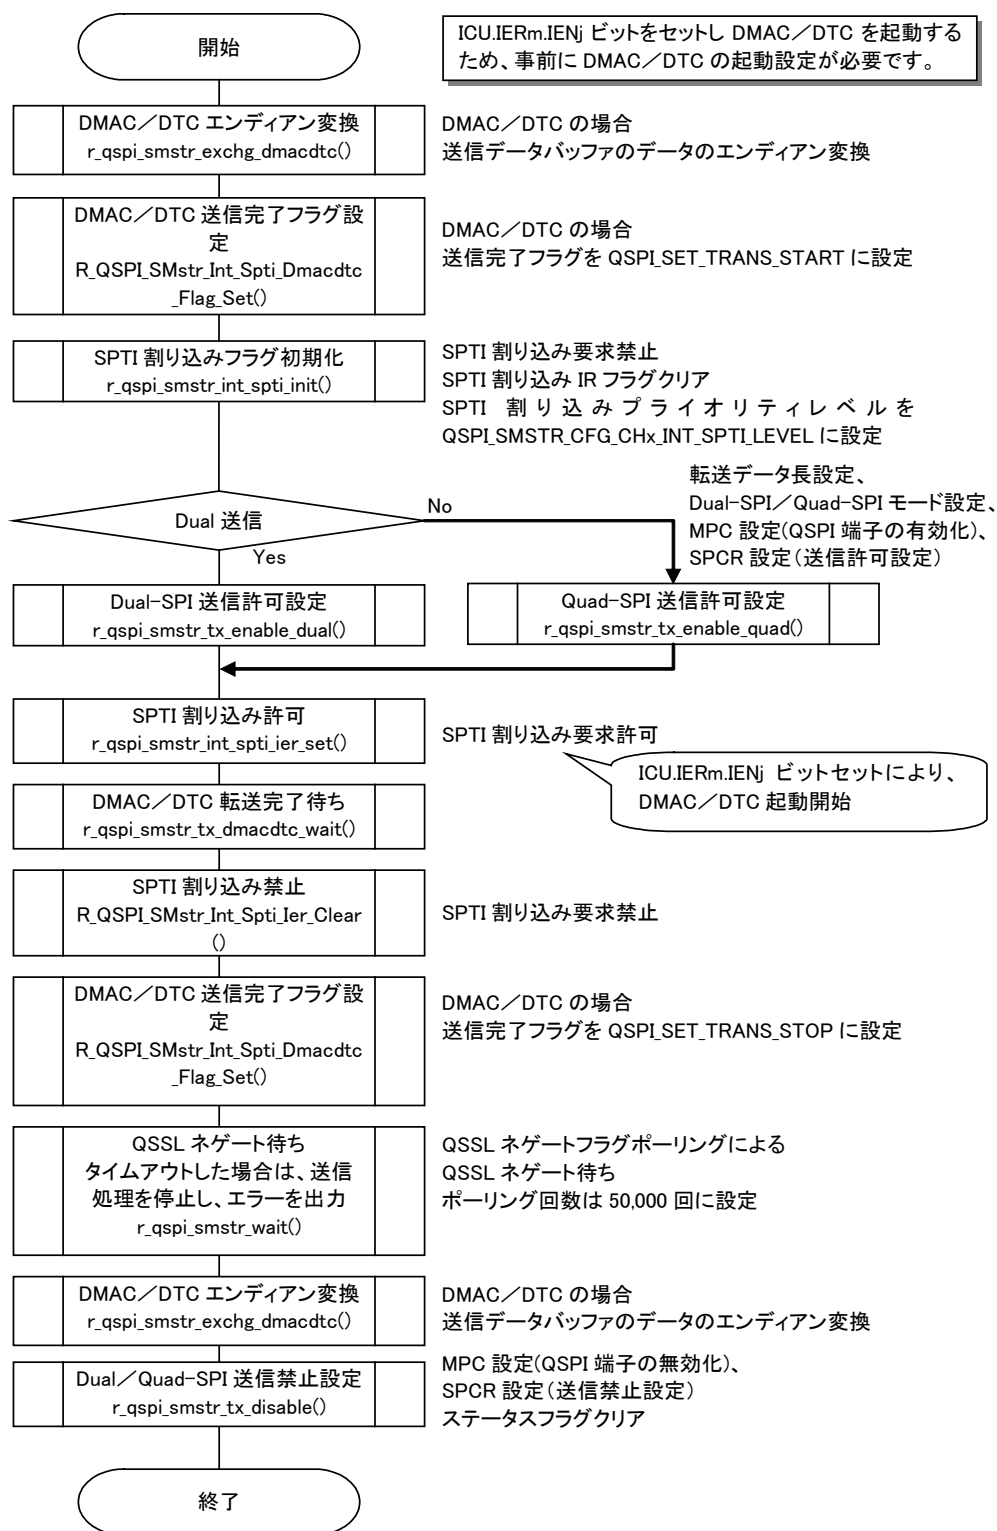 開始
ICU.IERm.IENj ビットをセットし DMAC／DTC を起動する
ため、事前に DMAC／DTC の起動設定が必要です。
DMAC／DTC エンディアン変換
r_qspi_smstr_exchg_dmacdtc()
DMAC／DTC の場合
送信データバッファのデータのエンディアン変換
DMAC／DTC 送信完了フラグ設
定
R_QSPI_SMstr_Int_Spti_Dmacdtc
_Flag_Set()
DMAC／DTC の場合
送信完了フラグを QSPI_SET_TRANS_START に設定
SPTI 割り込みフラグ初期化
r_qspi_smstr_int_spti_init()
SPTI 割り込み要求禁止
SPTI 割り込み IR フラグクリア
SPTI 割り込みプライオリティレベルを
QSPI_SMSTR_CFG_CHx_INT_SPTI_LEVEL に設定
Dual 送信
No
Yes
転送データ長設定、
Dual-SPI／Quad-SPI モード設定、
MPC 設定(QSPI 端子の有効化)、
SPCR 設定（送信許可設定）
Dual-SPI 送信許可設定
r_qspi_smstr_tx_enable_dual()
Quad-SPI 送信許可設定
r_qspi_smstr_tx_enable_quad()
SPTI 割り込み許可
r_qspi_smstr_int_spti_ier_set()
SPTI 割り込み要求許可
ICU.IERm.IENj ビットセットにより、
DMAC／DTC 起動開始
DMAC／DTC 転送完了待ち
r_qspi_smstr_tx_dmacdtc_wait()
SPTI 割り込み禁止
R_QSPI_SMstr_Int_Spti_Ier_Clear
()
SPTI 割り込み要求禁止
DMAC／DTC 送信完了フラグ設
定
R_QSPI_SMstr_Int_Spti_Dmacdtc
_Flag_Set()
DMAC／DTC の場合
送信完了フラグを QSPI_SET_TRANS_STOP に設定
QSSL ネゲート待ち
タイムアウトした場合は、送信
処理を停止し、エラーを出力
r_qspi_smstr_wait()
QSSL ネゲートフラグポーリングによる
QSSL ネゲート待ち
ポーリング回数は 50,000 回に設定
DMAC／DTC エンディアン変換
r_qspi_smstr_exchg_dmacdtc()
DMAC／DTC の場合
送信データバッファのデータのエンディアン変換
Dual／Quad-SPI 送信禁止設定
r_qspi_smstr_tx_disable()
MPC 設定(QSPI 端子の無効化)、
SPCR 設定（送信禁止設定）
ステータスフラグクリア
終了